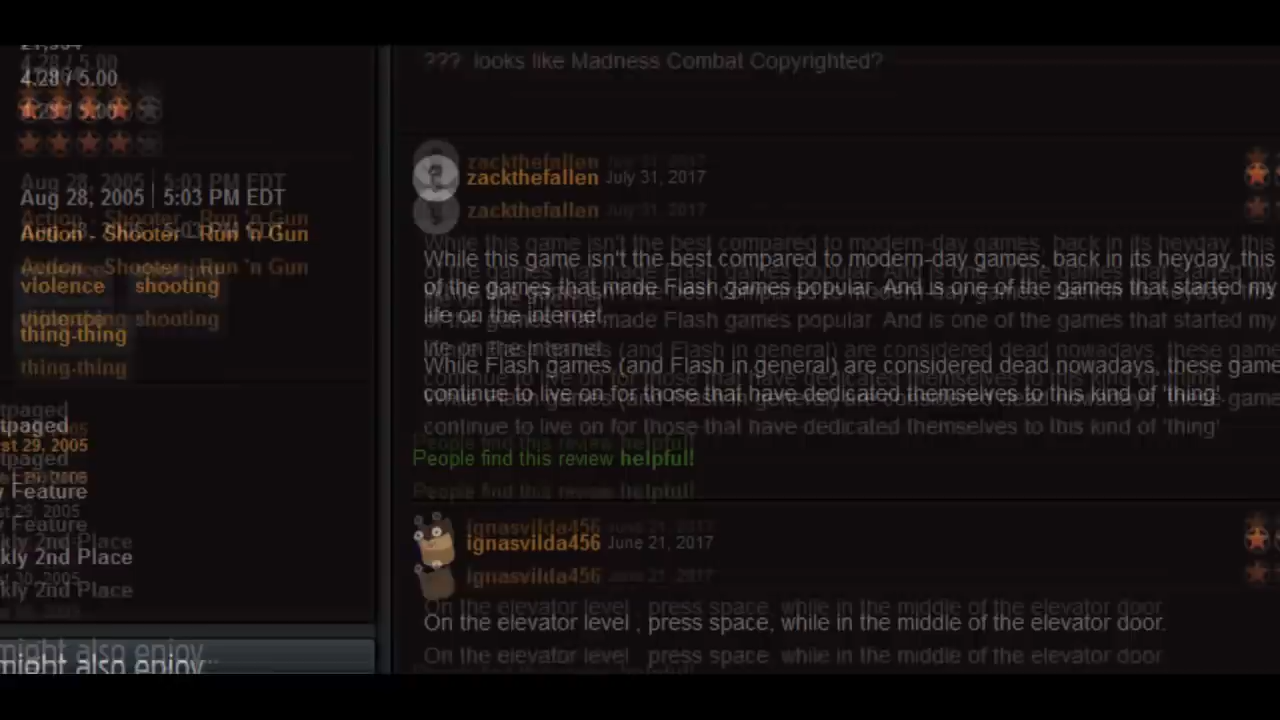 4.28 / 5.00
Aug 28, 2005 | 5:03 PM EDT
Action - Shooter - Run 'n Gun
violence shooting
thing-thing
tpaged
st 29, 2005
y Feature
kly 2nd Place
might also enjoy...
??? looks like Madness Combat Copyrighted?
zackthefallen July 31, 2017
While this game isn't the best compared to modern-day games, back in its heyday, this
of the games that made Flash games popular. And is one of the games that started my
life on the internet.
While Flash games (and Flash in general) are considered dead nowadays, these game
continue to live on for those that have dedicated themselves to this kind of 'thing'
People find this review helpful!
ignasvilda456 June 21, 2017
On the elevator level , press space, while in the middle of the elevator door.